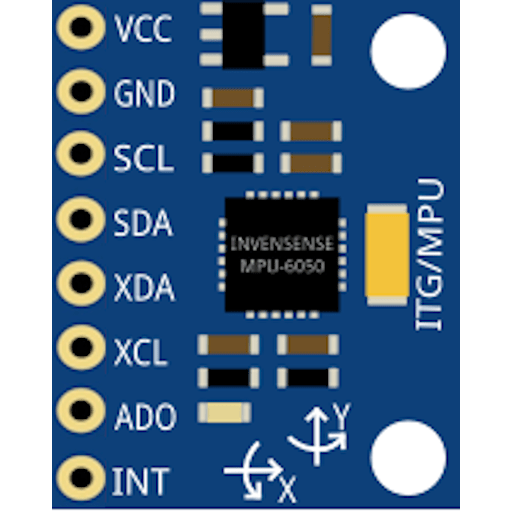 VCC
GND
SCL
SDA
XDA
XCL
ADO
INT
INVENSENSE
MPU-6050
ITG/MPU
Y
X